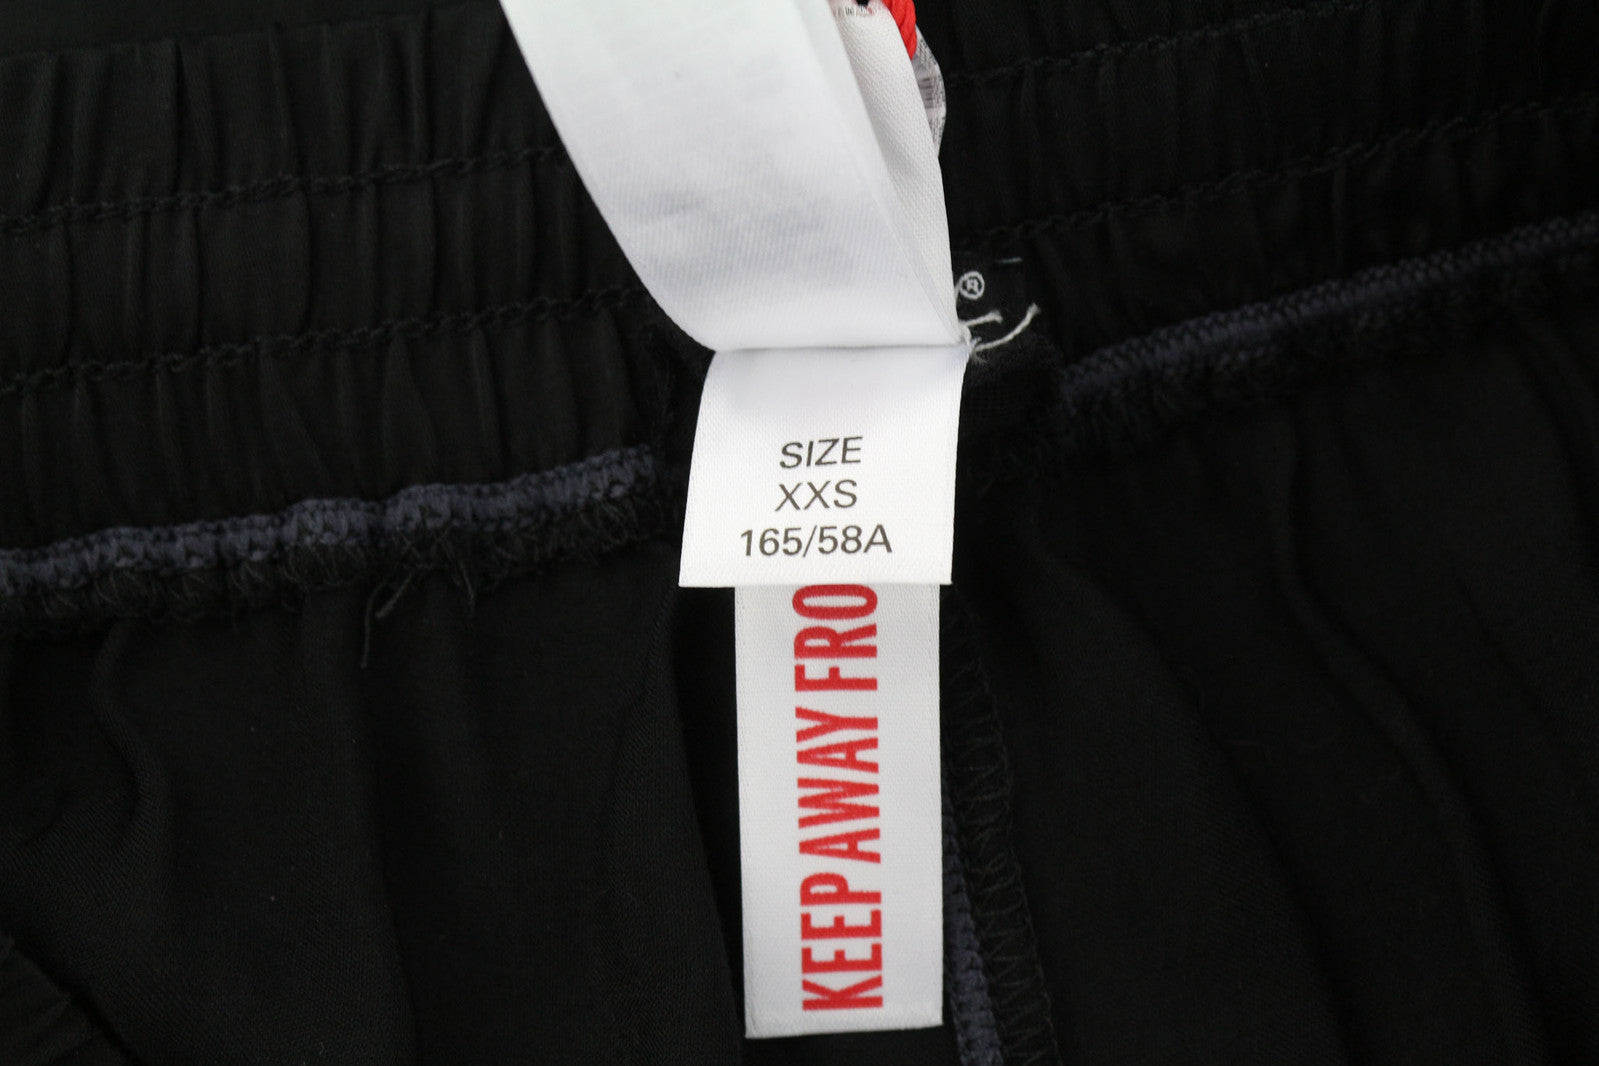 ®
SIZE
XXS
165/58A
KEEP AWAY FRO